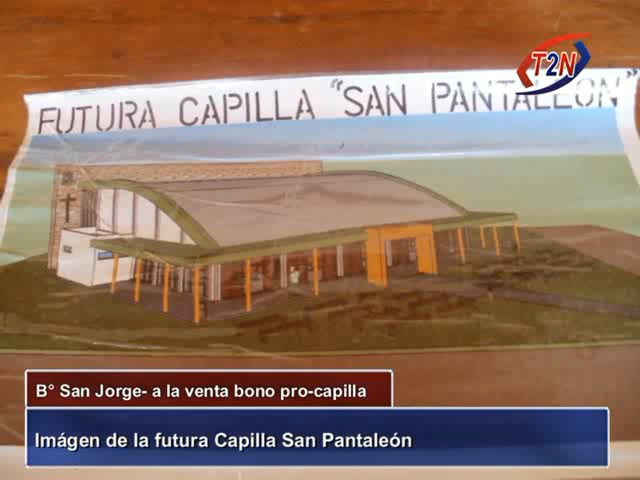 T2N
FUTURA CAPILLA "SAN PANTALEON"
B° San Jorge- a la venta bono pro-capilla
Imágen de la futura Capilla San Pantaleón